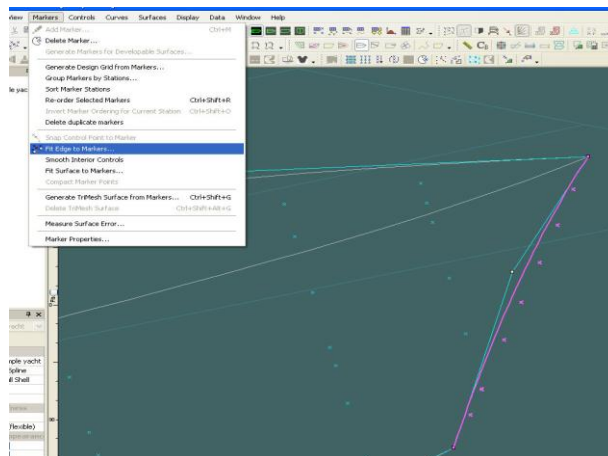 View Markers Controls Curves Surfaces Display Data Window Help
Add Marker... Ctrl+M
Delete Marker...
Generate Markers for Developable Surfaces...
Generate Design Grid from Markers...
Group Markers by Stations...
Sort Marker Stations
Re-order Selected Markers Ctrl+Shift+R
Invert Marker Ordering for Current Station Ctrl+Shift+O
Delete duplicate markers
Snap Control Point to Marker
Fit Edge to Markers...
Smooth Interior Controls
Fit Surface to Markers...
Compact Marker Points
Generate TriMesh Surface from Markers... Ctrl+Shift+G
Delete TriMesh Surface Ctrl+Shift+Alt+G
Measure Surface Error...
Marker Properties...
mple yacht
Spline
ll Shell
(flexible)